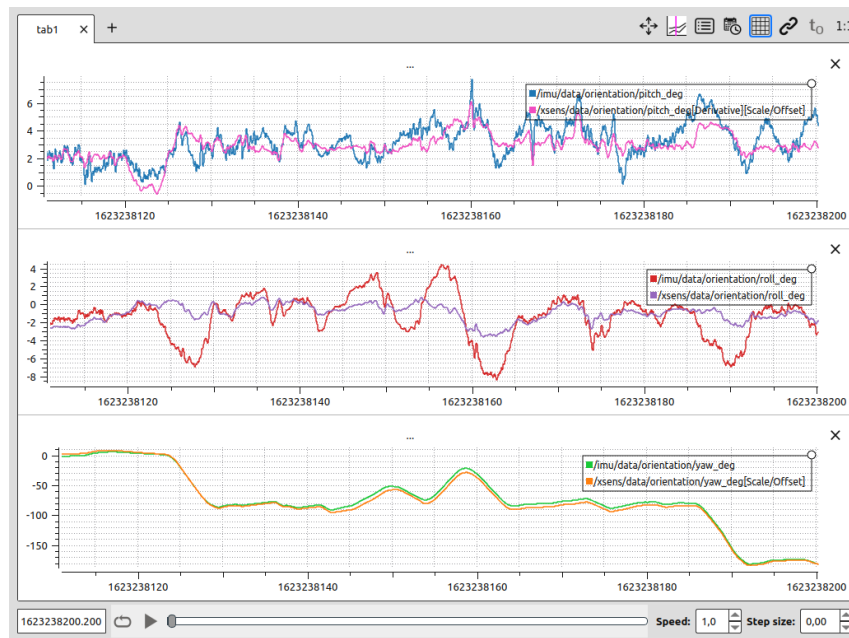 tab1
1:
...
/imu/data/orientation/pitch_deg
/xsens/data/orientation/pitch_deg[Derivative][Scale/Offset]
6
4
2
0
1623238120 1623238140 1623238160 1623238180 1623238200
...
/imu/data/orientation/roll_deg
/xsens/data/orientation/roll_deg
4
2
0
-2
-4
-6
-8
1623238120 1623238140 1623238160 1623238180 1623238200
...
/imu/data/orientation/yaw_deg
/xsens/data/orientation/yaw_deg[Scale/Offset]
0
-50
-100
-150
1623238120 1623238140 1623238160 1623238180 1623238200
1623238200.200 Speed: 1,0 Step size: 0,00